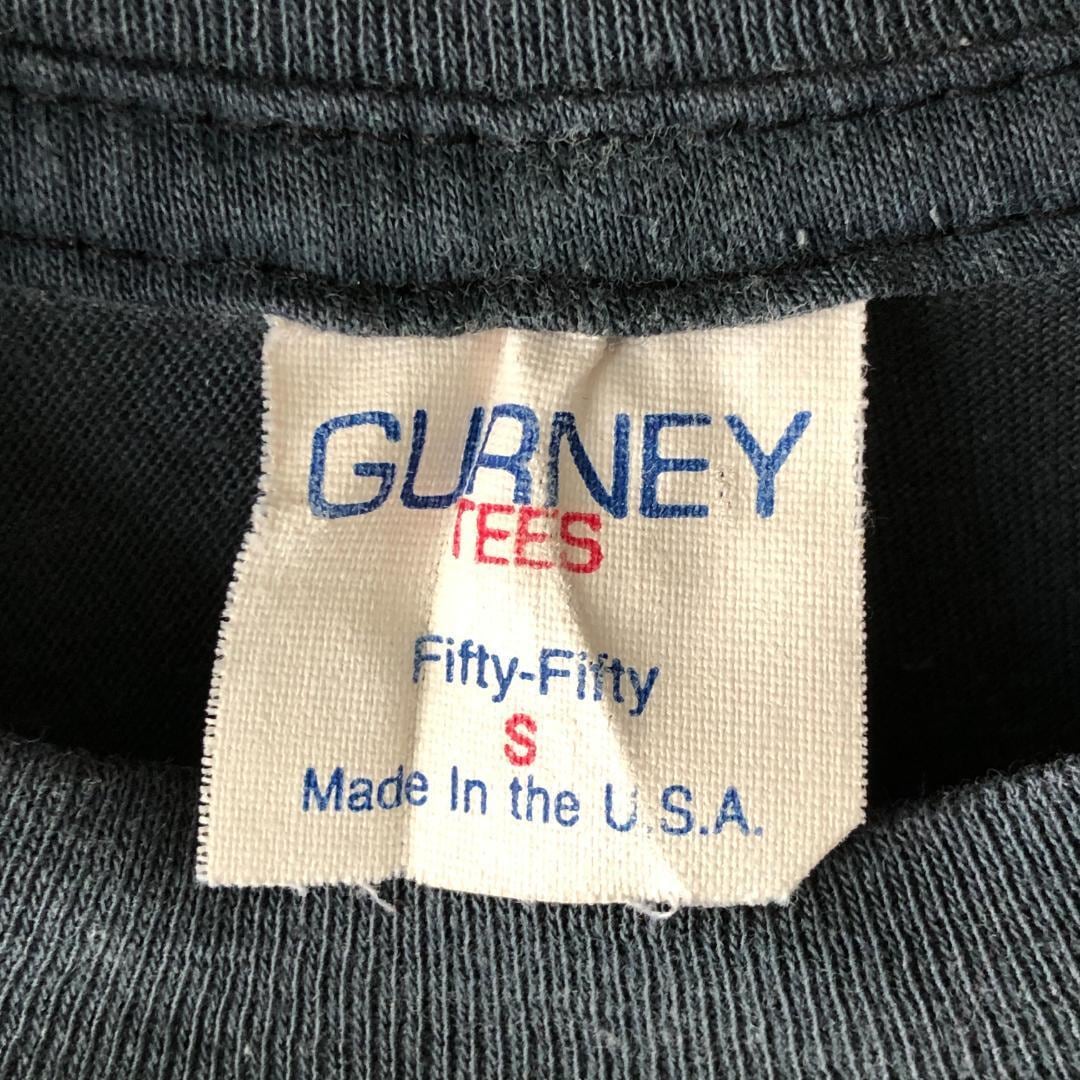 GURNEY
TEES
Fifty-Fifty
S
Made In the U.S.A.